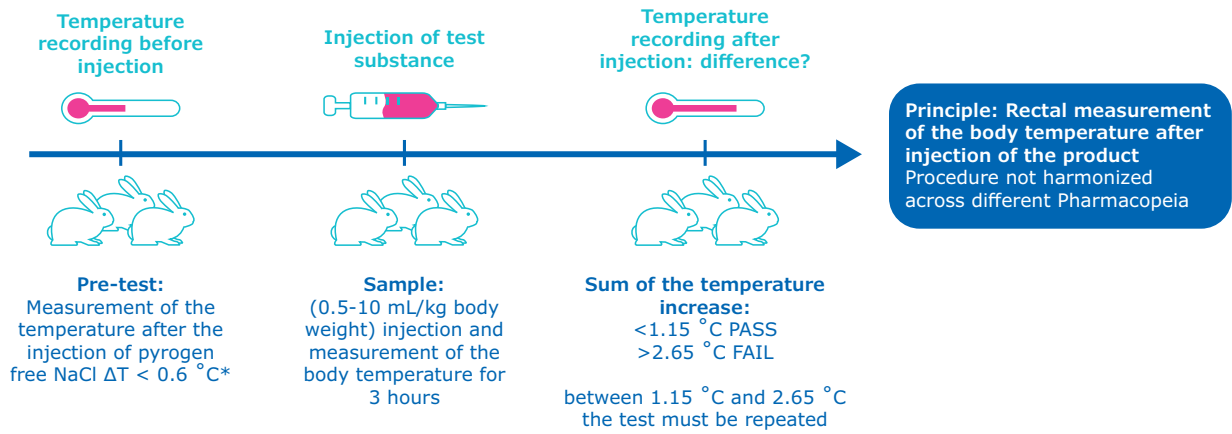 Temperature
recording before
injection
Injection of test
substance
Temperature
recording after
injection: difference?
Principle: Rectal measurement
of the body temperature after
injection of the product
Procedure not harmonized
across different Pharmacopeia
Pre-test:
Measurement of the
temperature after the
injection of pyrogen
free NaCl ΔT < 0.6 ˚C*
Sample:
(0.5-10 mL/kg body
weight) injection and
measurement of the
body temperature for
3 hours
Sum of the temperature
increase:
<1.15 ˚C PASS
>2.65 ˚C FAIL
between 1.15 ˚C and 2.65 ˚C
the test must be repeated